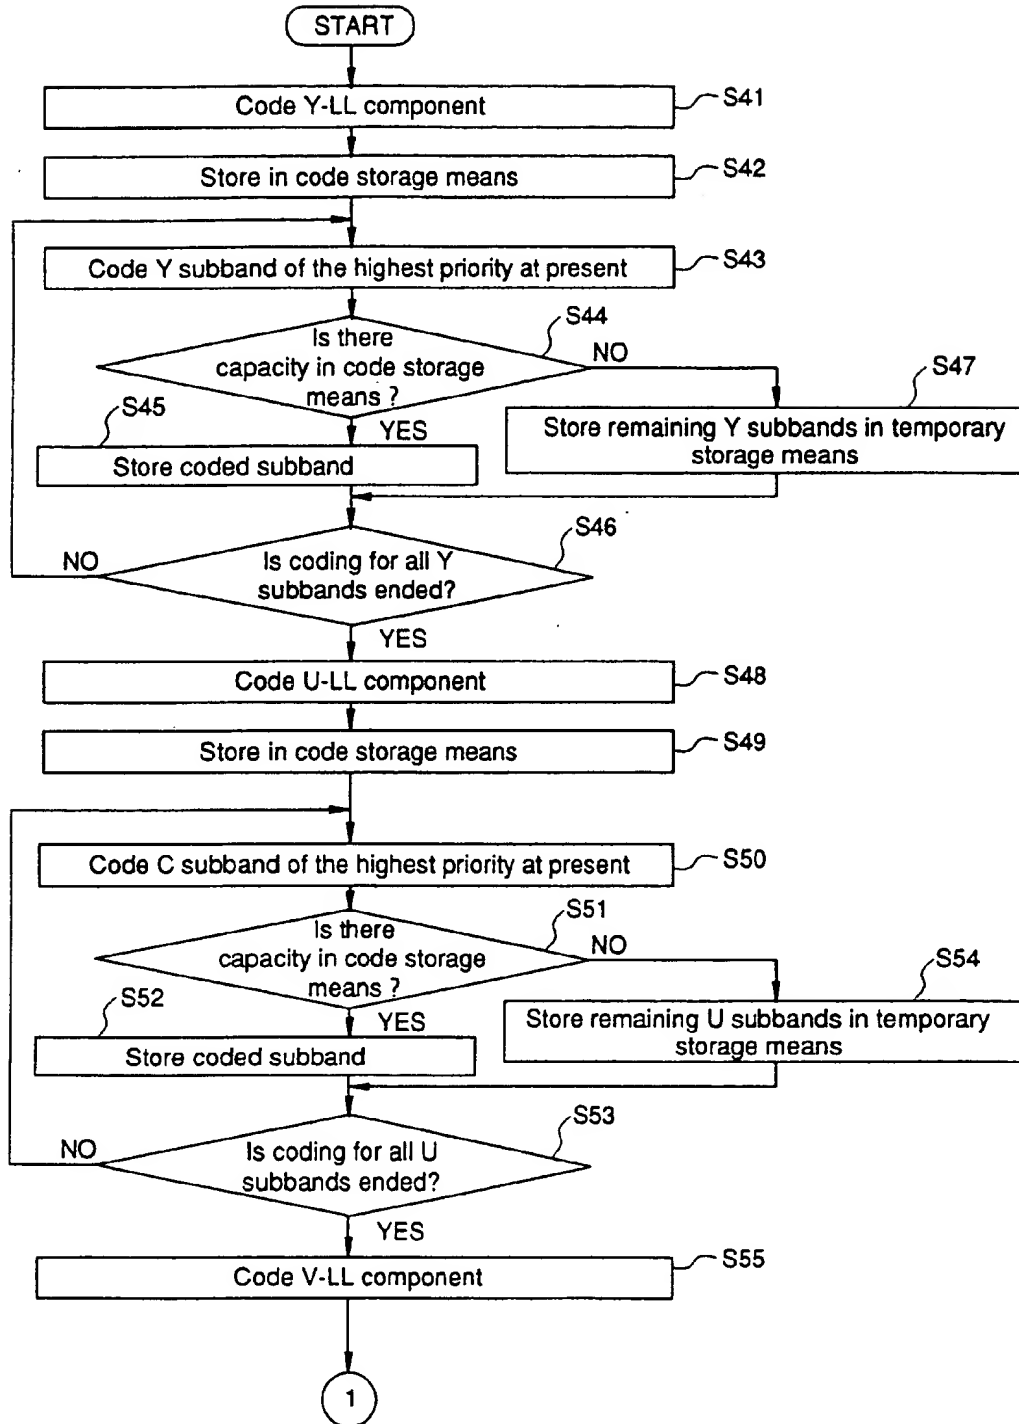 START
Code Y-LL component
S41
Store in code storage means
S42
Code Y subband of the highest priority at present
S43
Is there
capacity in code storage
means ?
S44
NO
YES
S45
Store coded subband
S47
Store remaining Y subbands in temporary
storage means
S46
Is coding for all Y
subbands ended?
NO
YES
Code U-LL component
S48
Store in code storage means
S49
Code C subband of the highest priority at present
S50
Is there
capacity in code storage
means ?
S51
NO
YES
S52
Store coded subband
S54
Store remaining U subbands in temporary
storage means
S53
Is coding for all U
subbands ended?
NO
YES
Code V-LL component
S55
1